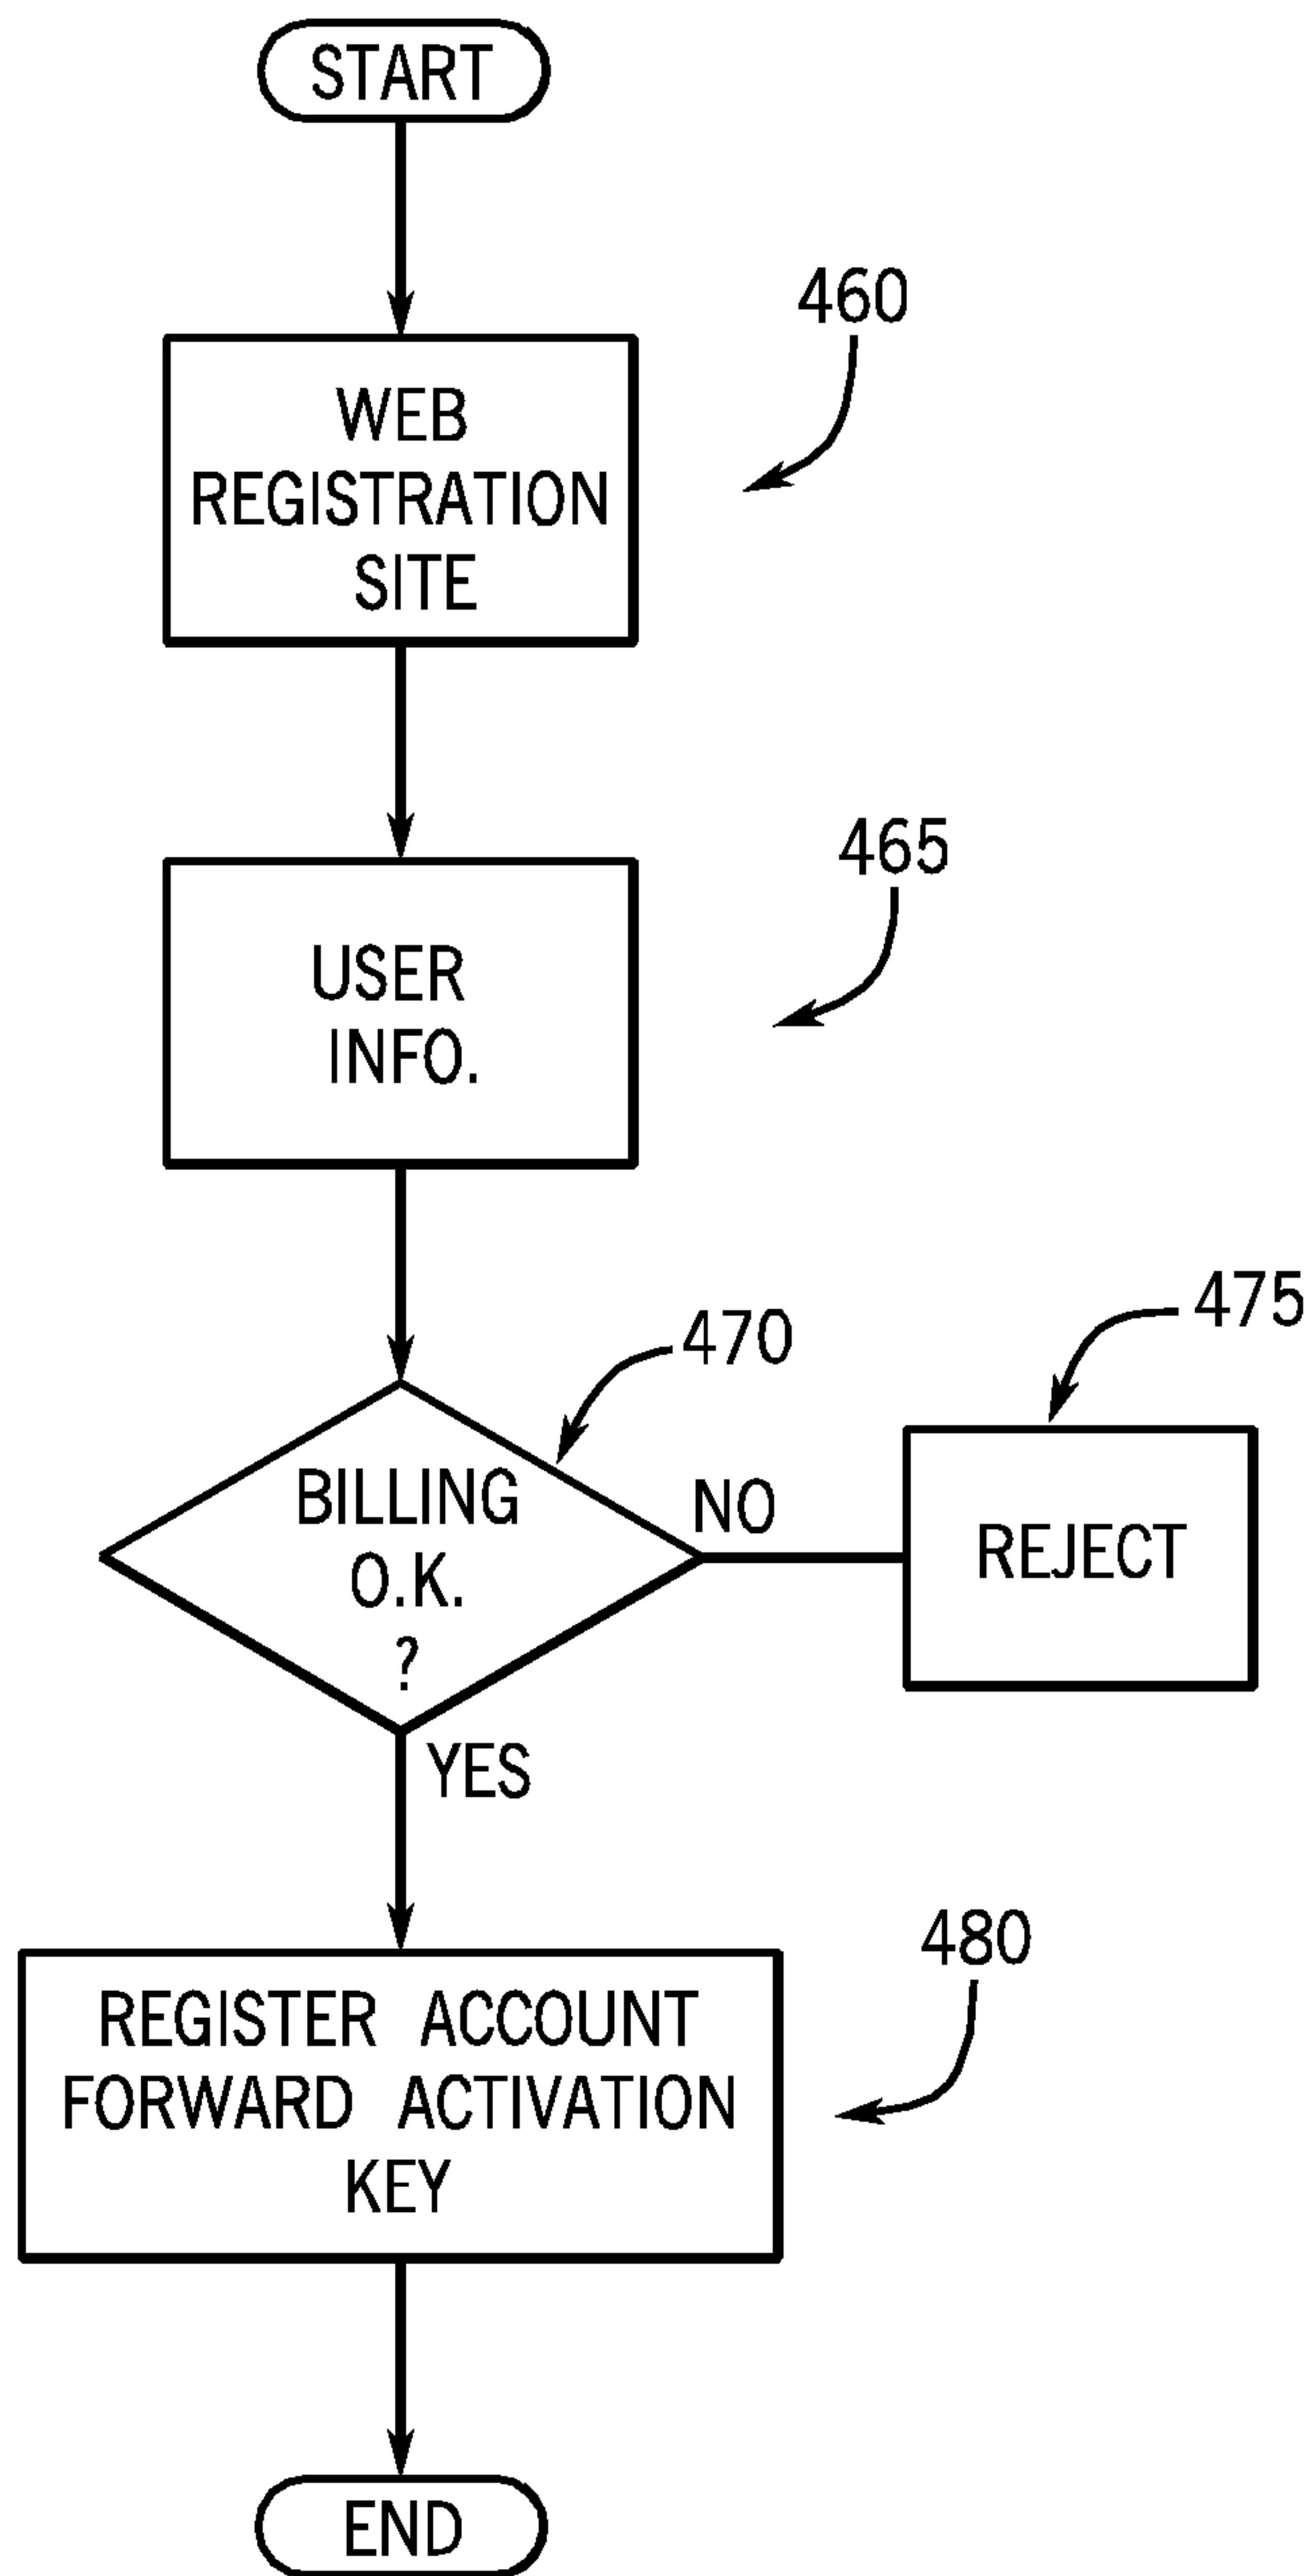 START
460
WEB
REGISTRATION
SITE
465
USER
INFO.
470
475
BILLING
O.K.
?
NO
REJECT
YES
480
REGISTER ACCOUNT
FORWARD ACTIVATION
KEY
END